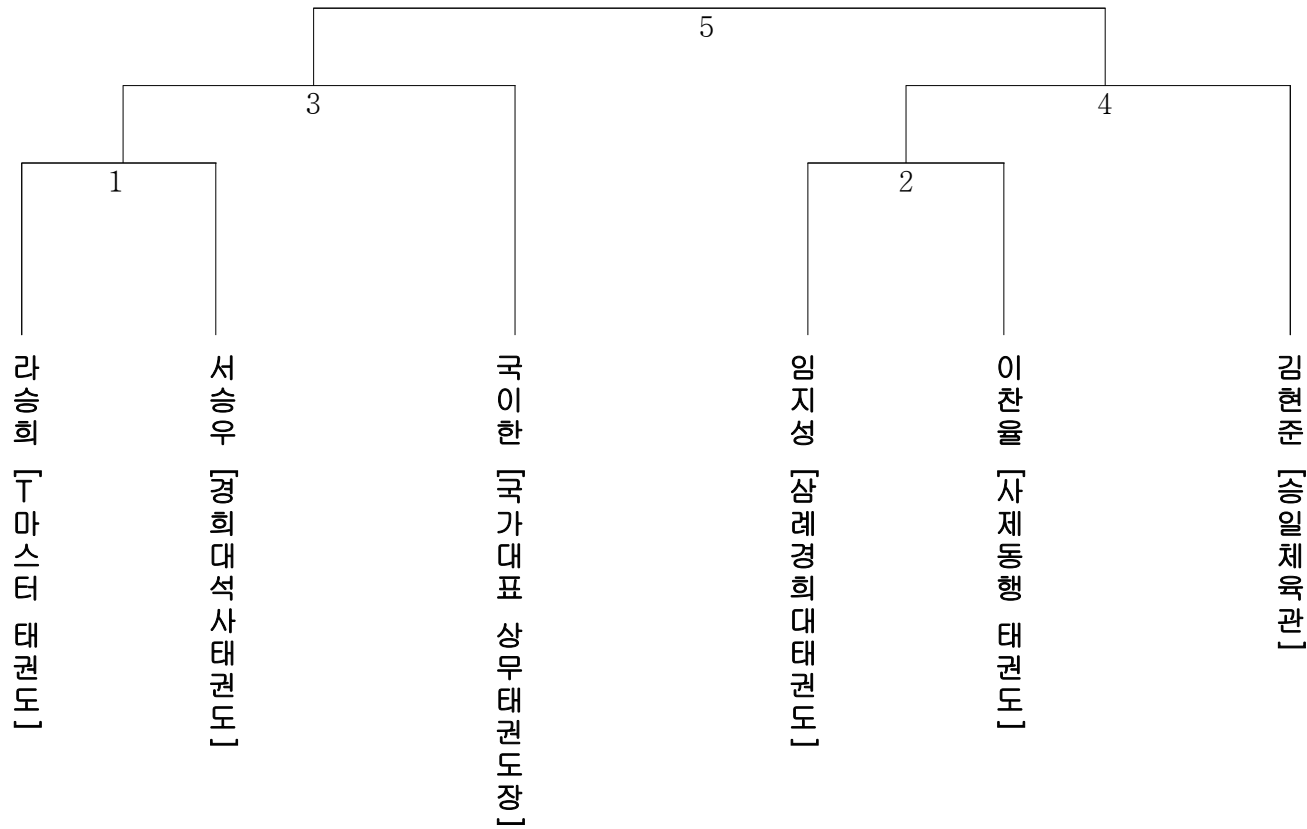 5
3
4
1
2
라승희 [T마스터 태권도]
서승우 [경희대석사태권도]
국이한 [국가대표 상무태권도장]
임지성 [삼례경희대태권도]
이찬율 [사제동행 태권도]
김현준 [승일체육관]